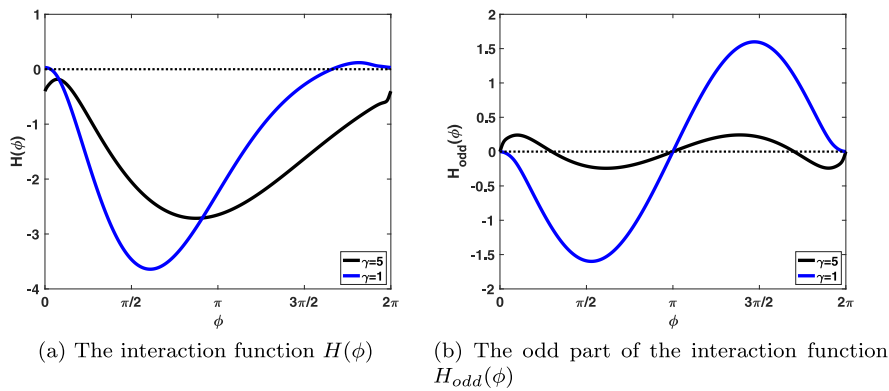 1
0
-1
-2
-3
-4
H(ϕ)
0
π/2
π
3π/2
2π
ϕ
γ=5
γ=1
(a) The interaction function H(ϕ)
2
1.5
1
0.5
0
-0.5
-1
-1.5
-2
H_odd(ϕ)
0
π/2
π
3π/2
2π
ϕ
γ=5
γ=1
(b) The odd part of the interaction function
H_odd(ϕ)